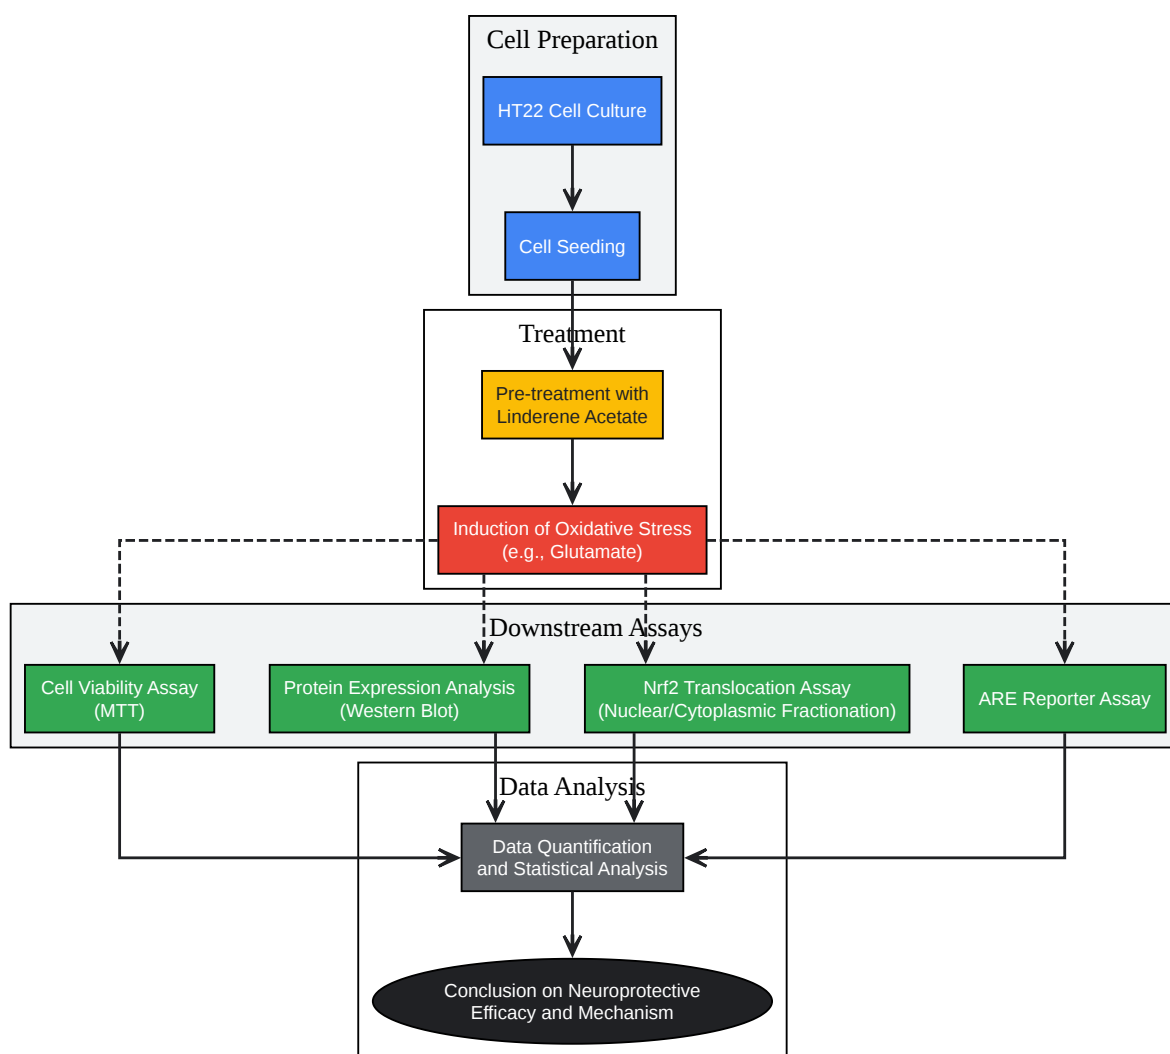 Cell Preparation
HT22 Cell Culture
Cell Seeding
Treatment
Pre-treatment with
Linderene Acetate
Induction of Oxidative Stress
(e.g., Glutamate)
Downstream Assays
Cell Viability Assay
(MTT)
Protein Expression Analysis
(Western Blot)
Nrf2 Translocation Assay
(Nuclear/Cytoplasmic Fractionation)
ARE Reporter Assay
Data Analysis
Data Quantification
and Statistical Analysis
Conclusion on Neuroprotective
Efficacy and Mechanism